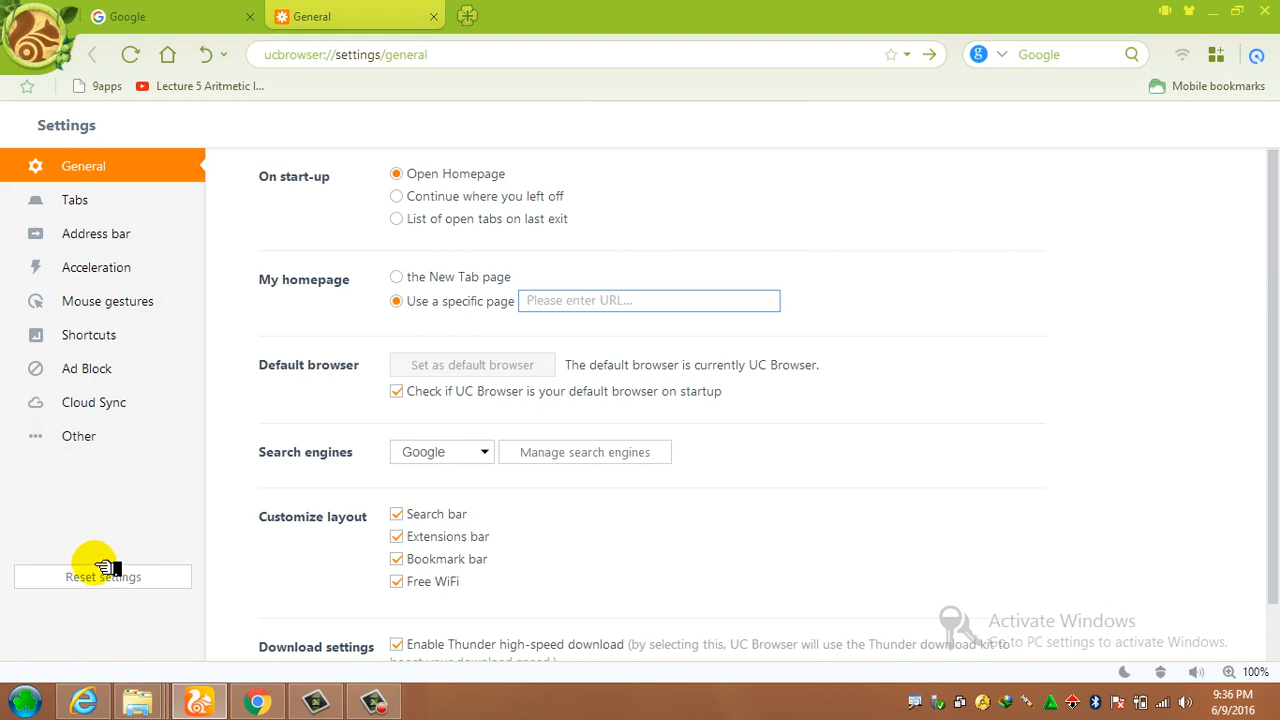 Google
General
ucbrowser://settings/general
Google
9apps
Lecture 5 Aritmetic I...
Mobile bookmarks
Settings
General
Tabs
Address bar
Acceleration
Mouse gestures
Shortcuts
Ad Block
Cloud Sync
Other
Reset settings
On start-up
Open Homepage
Continue where you left off
List of open tabs on last exit
My homepage
the New Tab page
Use a specific page Please enter URL...
Default browser
Set as default browser The default browser is currently UC Browser.
Check if UC Browser is your default browser on startup
Search engines
Google Manage search engines
Customize layout
Search bar
Extensions bar
Bookmark bar
Free WiFi
Download settings
Enable Thunder high-speed download (by selecting this, UC Browser will use the Thunder download kit to
boost your download speed.)
Activate Windows
Go to PC settings to activate Windows.
100%
9:36 PM
6/9/2016